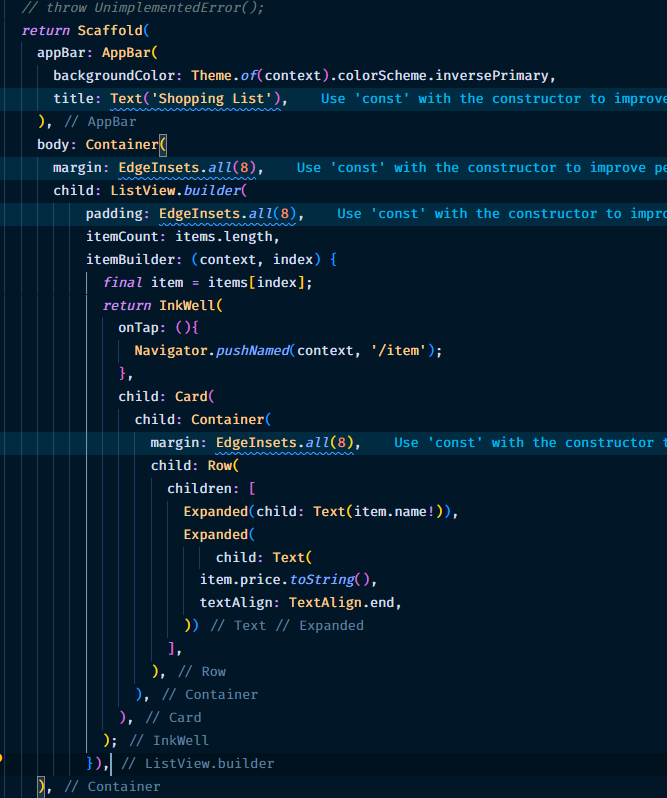 // throw UnimplementedError();
return Scaffold(
appBar: AppBar(
backgroundColor: Theme.of(context).colorScheme.inversePrimary,
title: Text('Shopping List'), Use 'const' with the constructor to improve
), // AppBar
body: Container(
margin: EdgeInsets.all(8), Use 'const' with the constructor to improve pe
child: ListView.builder(
padding: EdgeInsets.all(8), Use 'const' with the constructor to impro
itemCount: items.length,
itemBuilder: (context, index) {
final item = items[index];
return InkWell(
onTap: (){
Navigator.pushNamed(context, '/item');
},
child: Card(
child: Container(
margin: EdgeInsets.all(8), Use 'const' with the constructor t
child: Row(
children: [
Expanded(child: Text(item.name!)),
Expanded(
child: Text(
item.price.toString(),
textAlign: TextAlign.end,
)) // Text // Expanded
],
), // Row
), // Container
), // Card
); // InkWell
}), // ListView.builder
), // Container